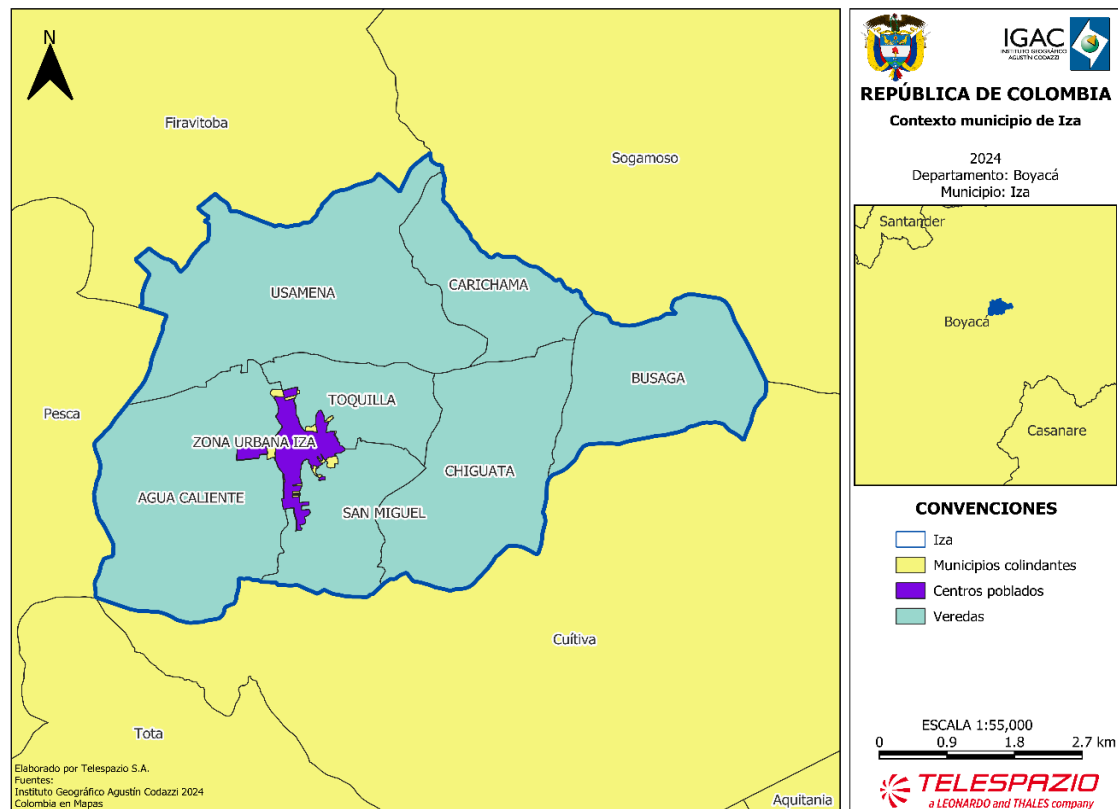 N
Firavitoba
Sogamoso
USAMENA
CARICHAMA
BUSAGA
TOQUILLA
Pesca
ZONA URBANA IZA
CHIGUATA
AGUA CALIENTE
SAN MIGUEL
Cuítiva
Tota
Aquitania
Elaborado por Telespazio S.A.
Fuentes:
Instituto Geográfico Agustín Codazzi 2024
Colombia en Mapas
IGAC
INSTITUTO GEOGRÁFICO
AGUSTÍN CODAZZI
REPÚBLICA DE COLOMBIA
Contexto municipio de Iza
2024
Departamento: Boyacá
Municipio: Iza
Santander
Boyacá
Casanare
CONVENCIONES
Iza
Municipios colindantes
Centros poblados
Veredas
ESCALA 1:55,000
0 0.9 1.8 2.7 km
TELESPAZIO
a LEONARDO and THALES company